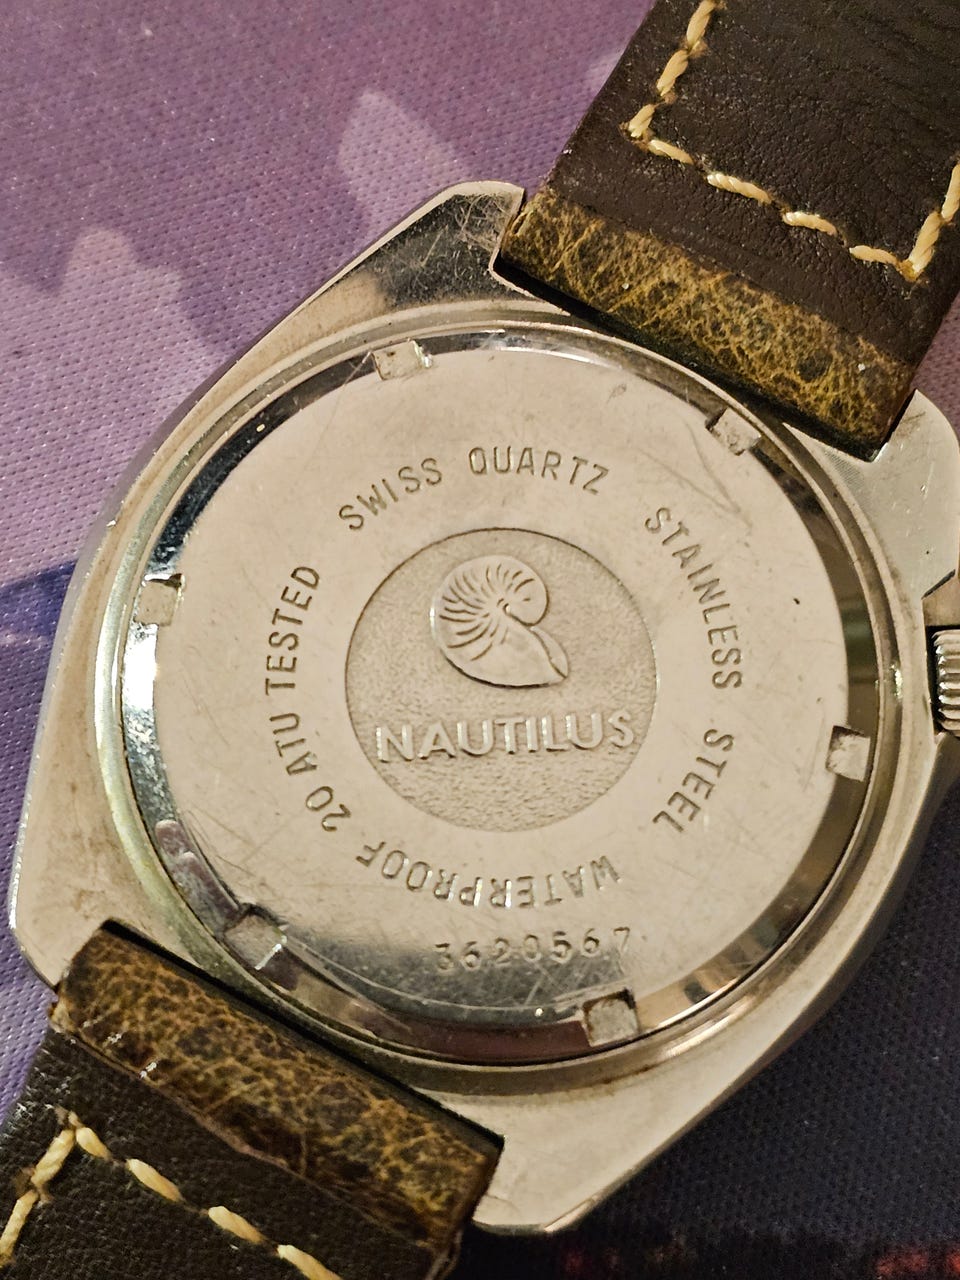 SWISS QUARTZ STAINLESS STEEL WATERPROOF 20 ATU TESTED
NAUTILUS
3620567